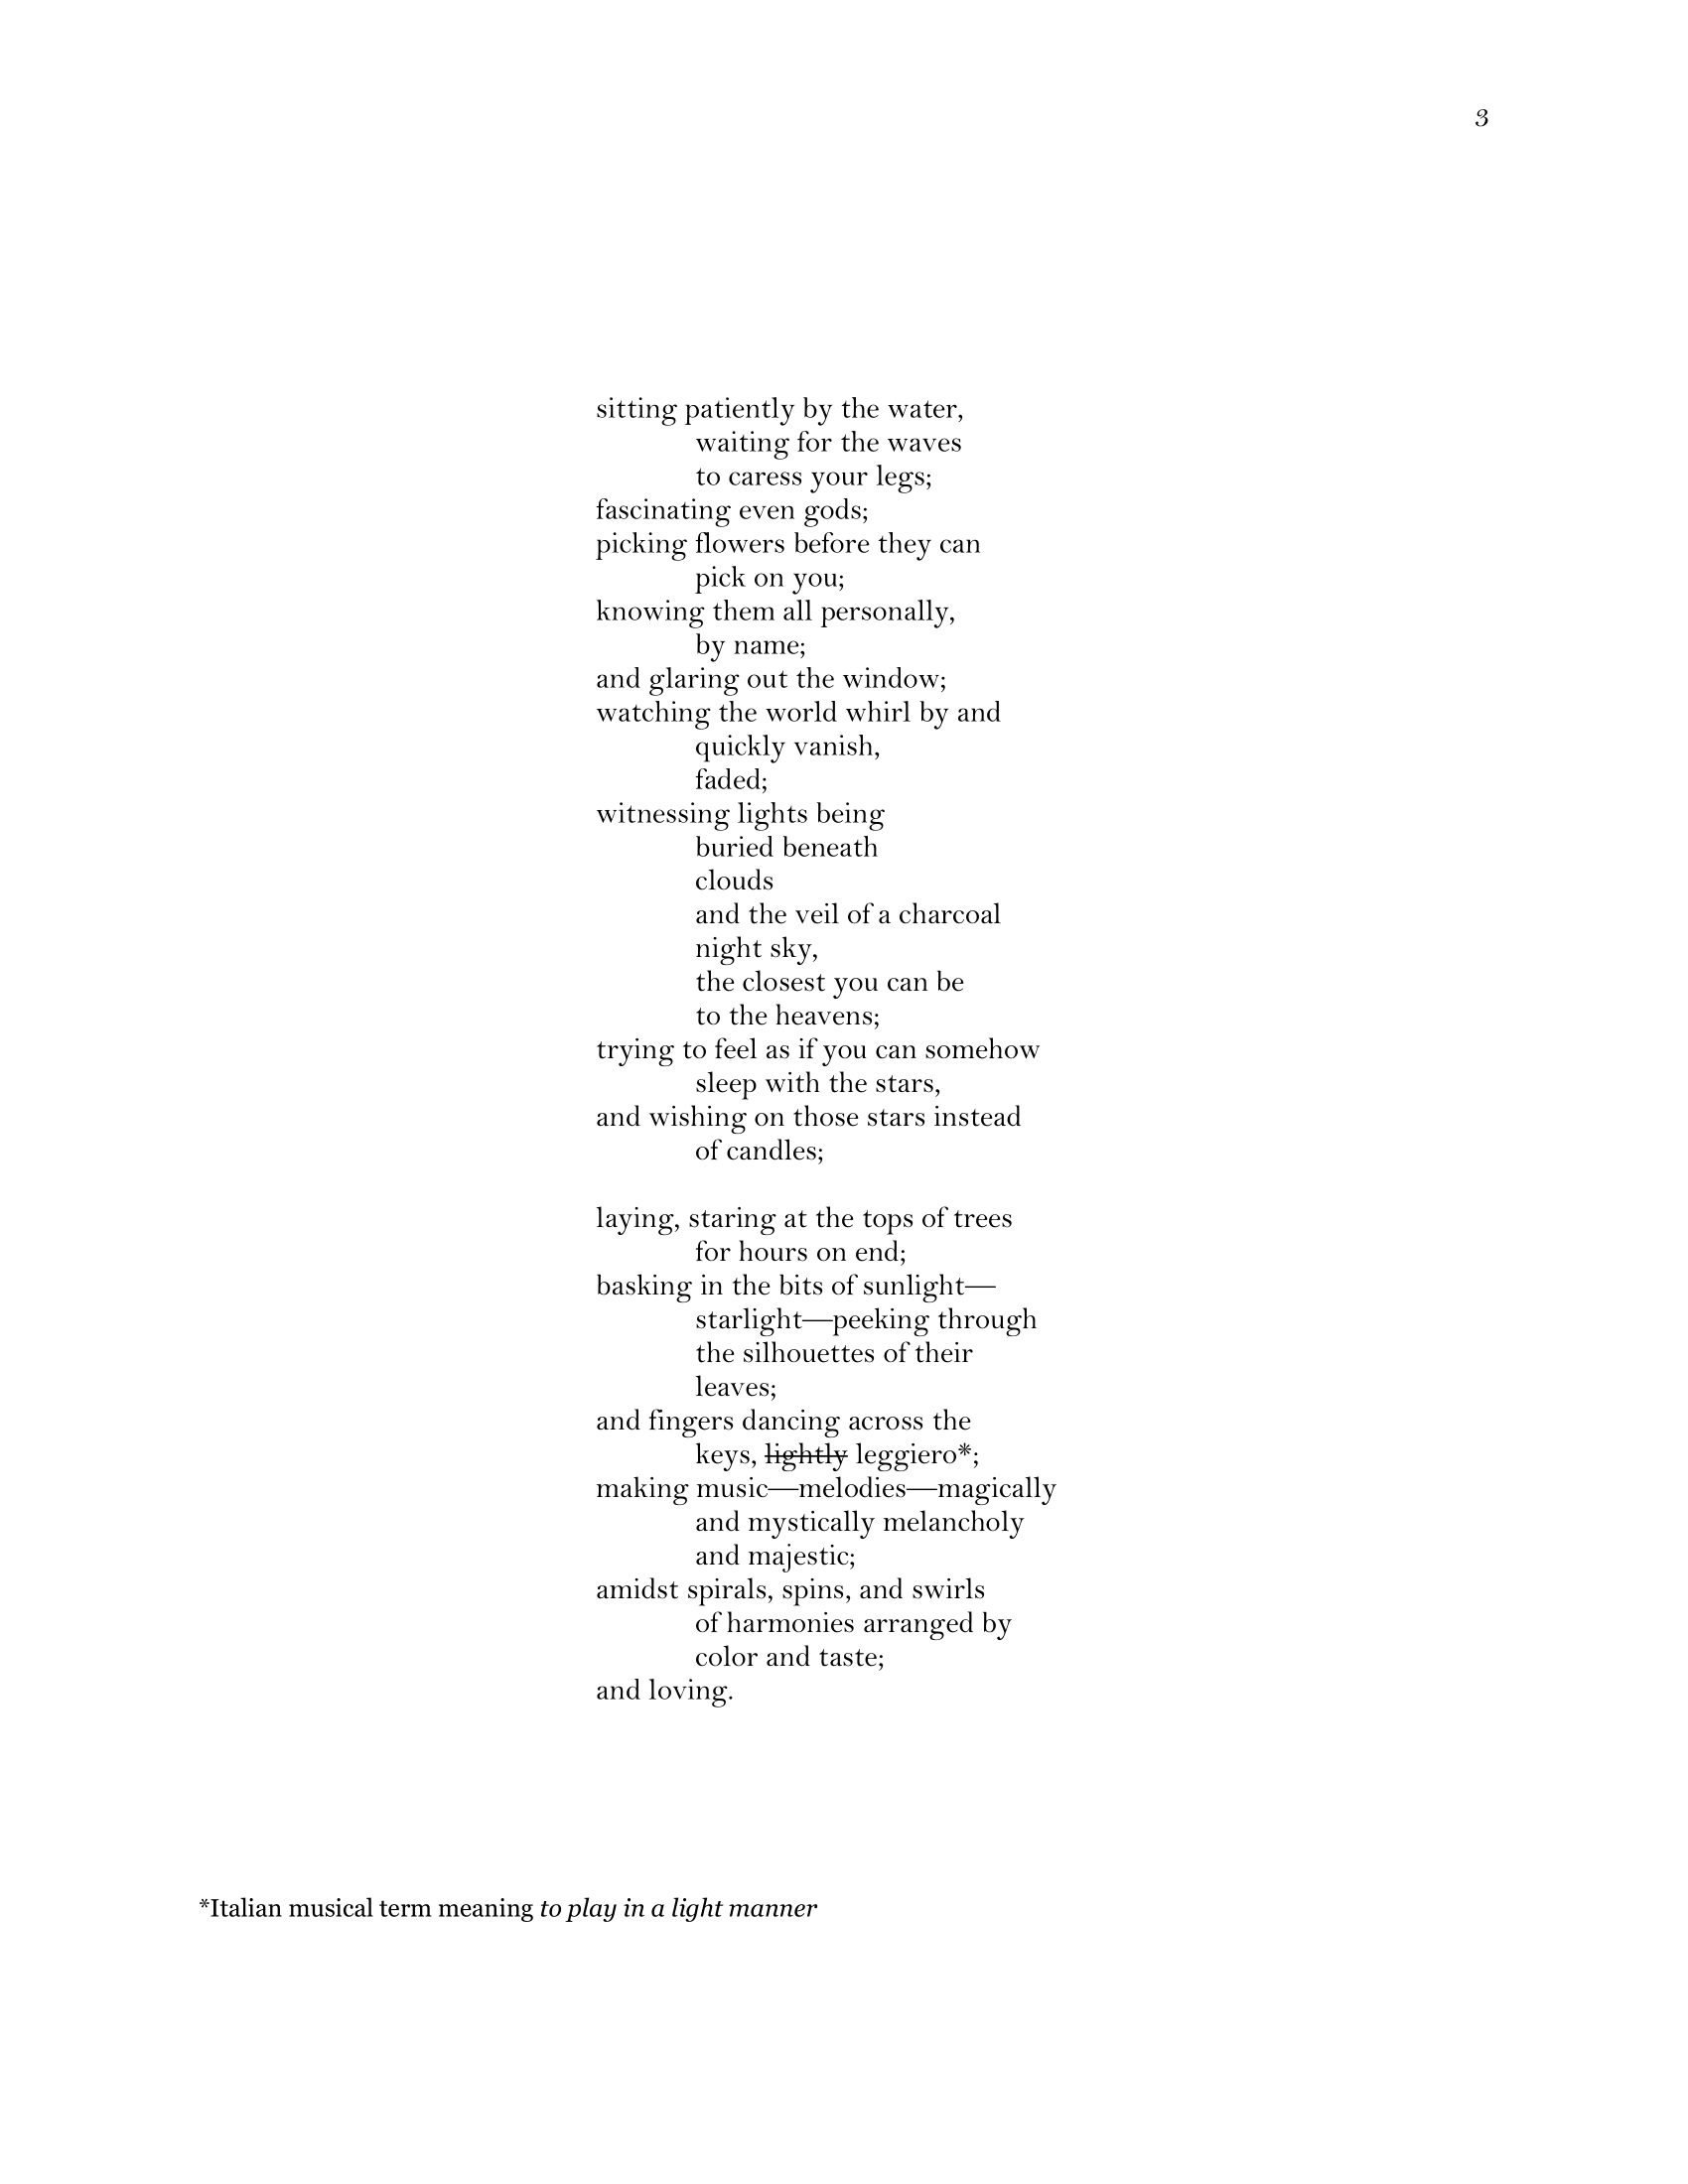 3
sitting patiently by the water,
waiting for the waves
to caress your legs;
fascinating even gods;
picking flowers before they can
pick on you;
knowing them all personally,
by name;
and glaring out the window;
watching the world whirl by and
quickly vanish,
faded;
witnessing lights being
buried beneath
clouds
and the veil of a charcoal
night sky,
the closest you can be
to the heavens;
trying to feel as if you can somehow
sleep with the stars,
and wishing on those stars instead
of candles;
laying, staring at the tops of trees
for hours on end;
basking in the bits of sunlight—
starlight—peeking through
the silhouettes of their
leaves;
and fingers dancing across the
keys, lightly leggiero*;
making music—melodies—magically
and mystically melancholy
and majestic;
amidst spirals, spins, and swirls
of harmonies arranged by
color and taste;
and loving.
*Italian musical term meaning to play in a light manner